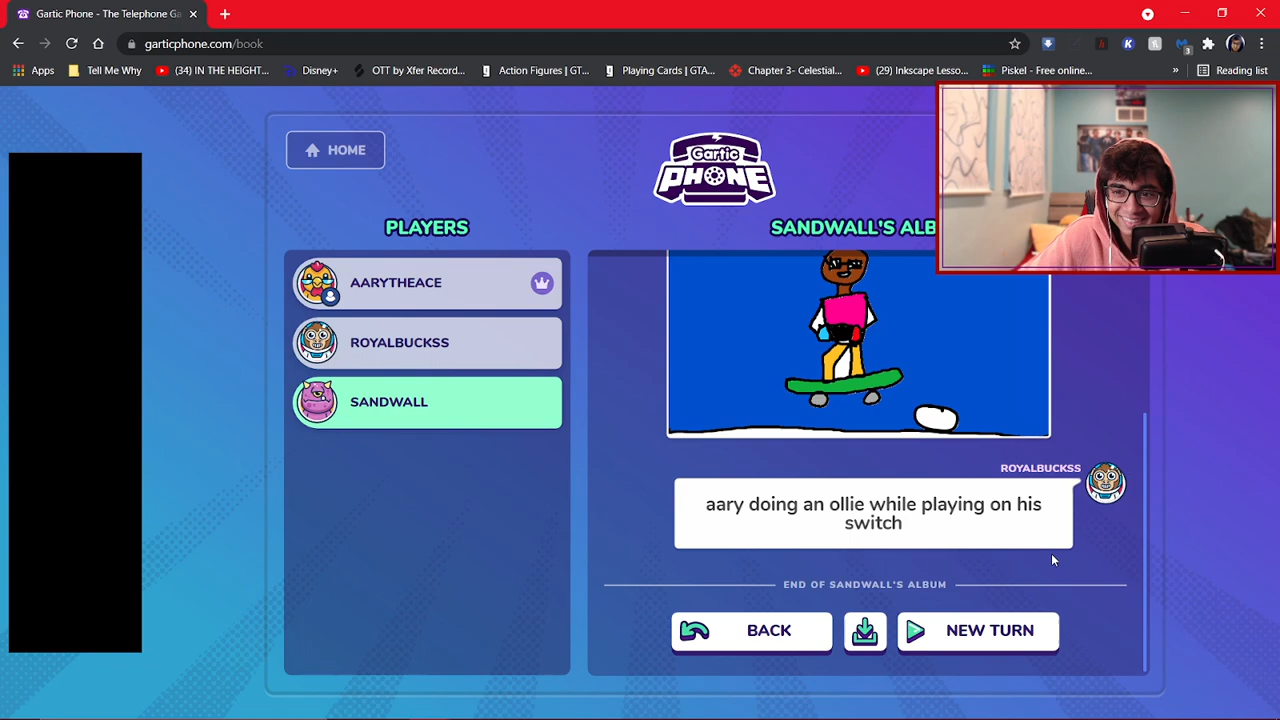 Gartic Phone - The Telephone Ga
garticphone.com/book
3
Apps
Tell Me Why
(34) IN THE HEIGHT...
Disney+
OTT by Xfer Record...
Action Figures | GT...
Playing Cards | GTA...
Chapter 3- Celestial...
(29) Inkscape Lesso...
Piskel - Free online...
»
Reading list
HOME
Gartic
PHONE
PLAYERS
SANDWALL'S ALB
AARYTHEACE
ROYALBUCKSS
SANDWALL
ROYALBUCKSS
aary doing an ollie while playing on his
switch
END OF SANDWALL'S ALBUM
BACK
NEW TURN